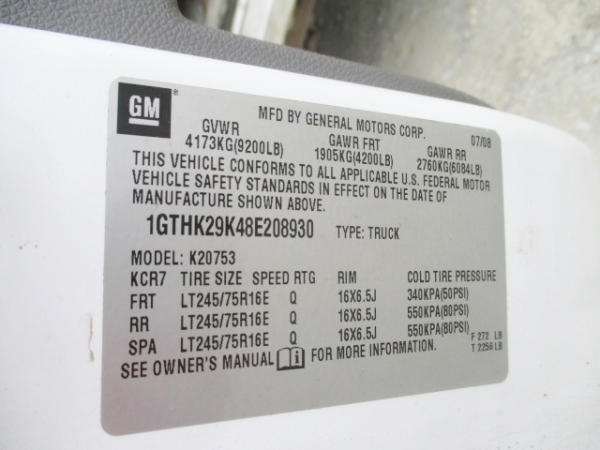 GM
MFD BY GENERAL MOTORS CORP. 07/08
GVWR GAWR FRT GAWR RR
4173KG(9200LB) 1905KG(4200LB) 2760KG(6084LB)
THIS VEHICLE CONFORMS TO ALL APPLICABLE U.S. FEDERAL MOTOR
VEHICLE SAFETY STANDARDS IN EFFECT ON THE DATE OF
MANUFACTURE SHOWN ABOVE.
1GTHK29K48E208930 TYPE: TRUCK
MODEL: K20753
KCR7 TIRE SIZE SPEED RTG RIM COLD TIRE PRESSURE
FRT LT245/75R16E Q 16X6.5J 340KPA(50PSI)
RR LT245/75R16E Q 16X6.5J 550KPA(80PSI)
SPA LT245/75R16E Q 16X6.5J 550KPA(80PSI)
F 272 LB
T 2256 LB
SEE OWNER'S MANUAL i FOR MORE INFORMATION.